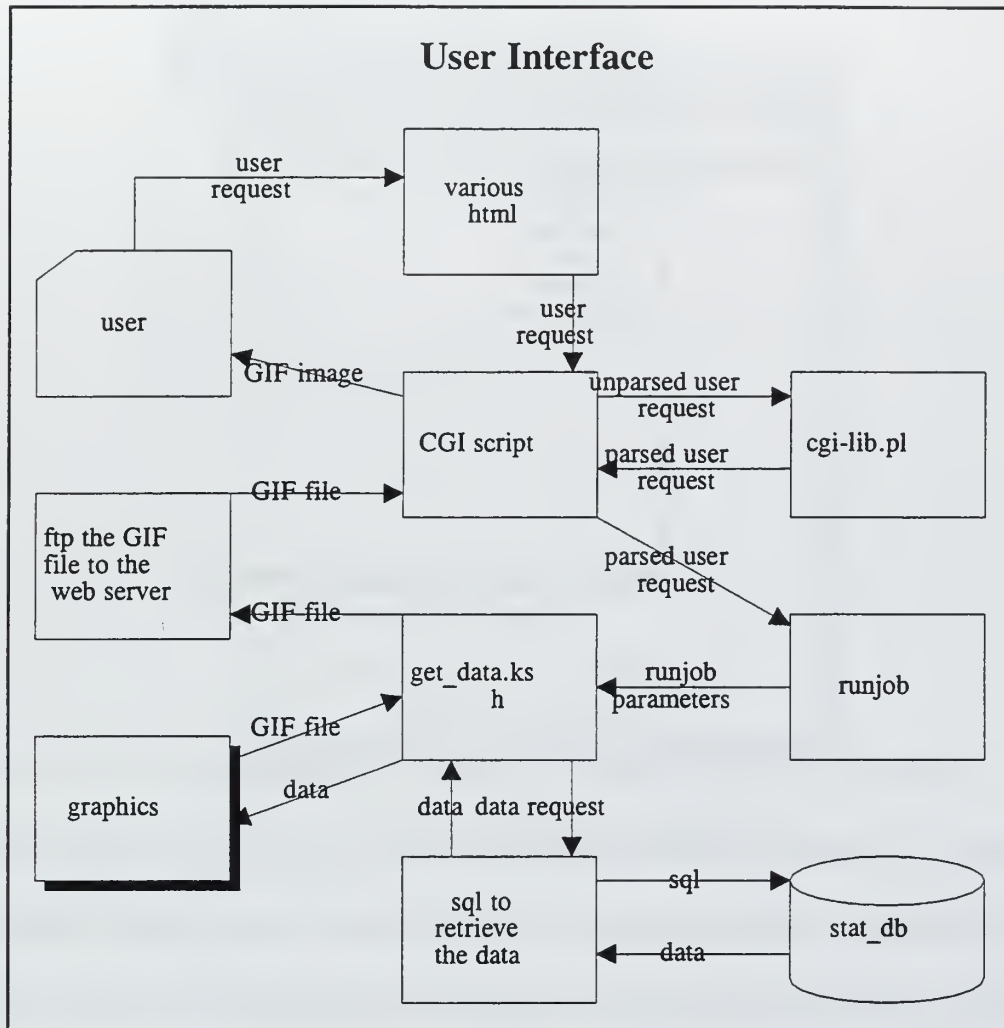 User Interface
user
request
various
html
user
user
request
GIF image
CGI script
unparsed user
request
parsed user
request
cgi-lib.pl
GIF file
ftp the GIF
file to the
web server
parsed user
request
GIF file
get_data.ks
h
runjob
parameters
runjob
GIF file
graphics
data
data
data request
sql to
retrieve
the data
sql
data
stat_db